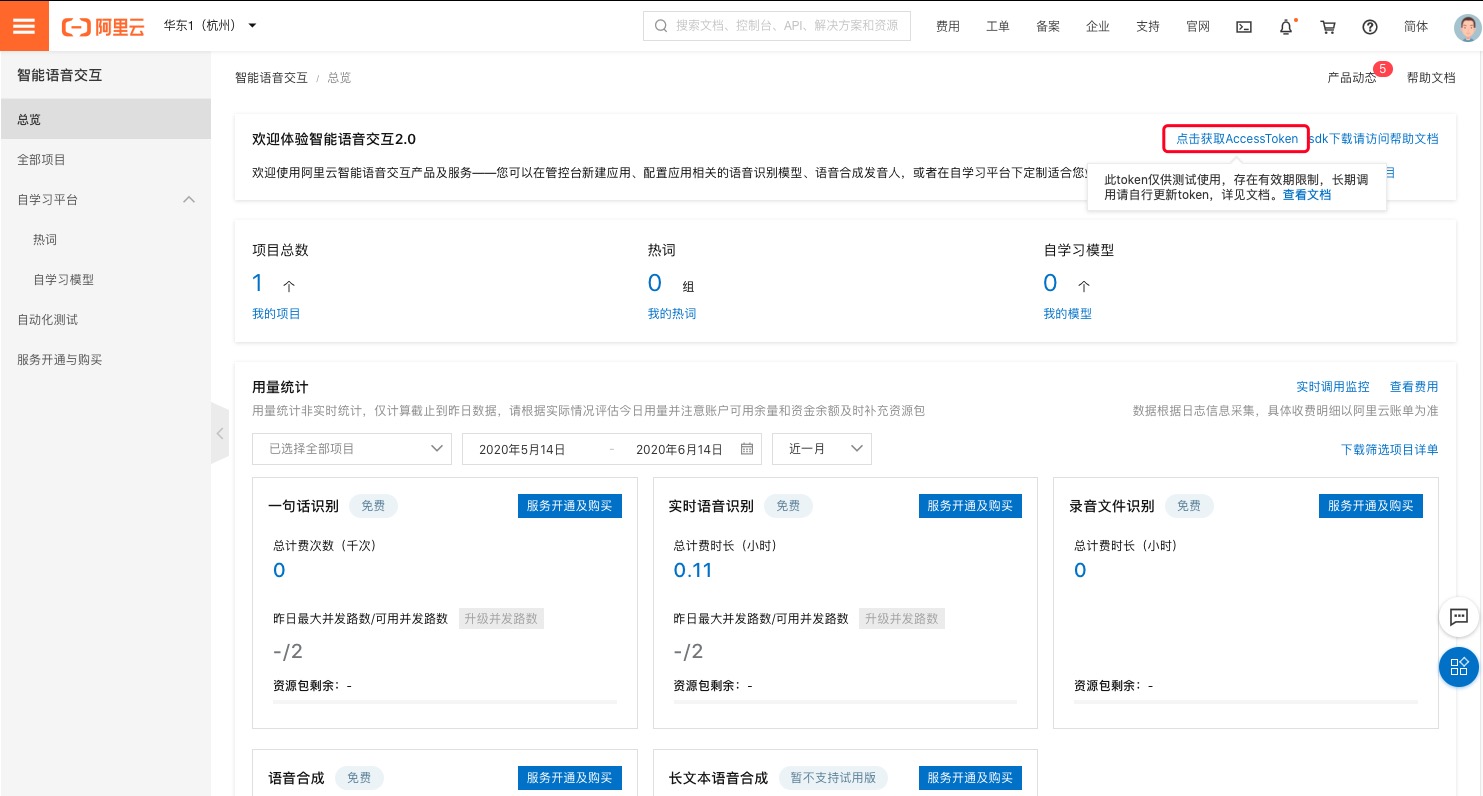 阿里云 华东1（杭州） 搜索文档、控制台、API、解决方案和资源 费用 工单 备案 企业 支持 官网 简体
智能语音交互
总览
全部项目
自学习平台
热词
自学习模型
自动化测试
服务开通与购买
智能语音交互 / 总览
产品动态 5 帮助文档
欢迎体验智能语音交互2.0
点击获取AccessToken sdk下载请访问帮助文档
欢迎使用阿里云智能语音交互产品及服务——您可以在管控台新建应用、配置应用相关的语音识别模型、语音合成发音人，或者在自学习平台下定制适合您 目
此token仅供测试使用，存在有效期限制，长期调
用请自行更新token，详见文档。查看文档
项目总数
1 个
我的项目
热词
0 组
我的热词
自学习模型
0 个
我的模型
用量统计
实时调用监控 查看费用
用量统计非实时统计，仅计算截止到昨日数据，请根据实际情况评估今日用量并注意账户可用余量和资金余额及时补充资源包
数据根据日志信息采集，具体收费明细以阿里云账单为准
已选择全部项目 2020年5月14日 - 2020年6月14日 近一月
下载筛选项目详单
一句话识别 免费 服务开通及购买
总计费次数（千次）
0
昨日最大并发路数/可用并发路数 升级并发路数
-/2
资源包剩余：-
实时语音识别 免费 服务开通及购买
总计费时长（小时）
0.11
昨日最大并发路数/可用并发路数 升级并发路数
-/2
资源包剩余：-
录音文件识别 免费 服务开通及购买
总计费时长（小时）
0
资源包剩余：-
语音合成 免费 服务开通及购买
长文本语音合成 暂不支持试用版 服务开通及购买